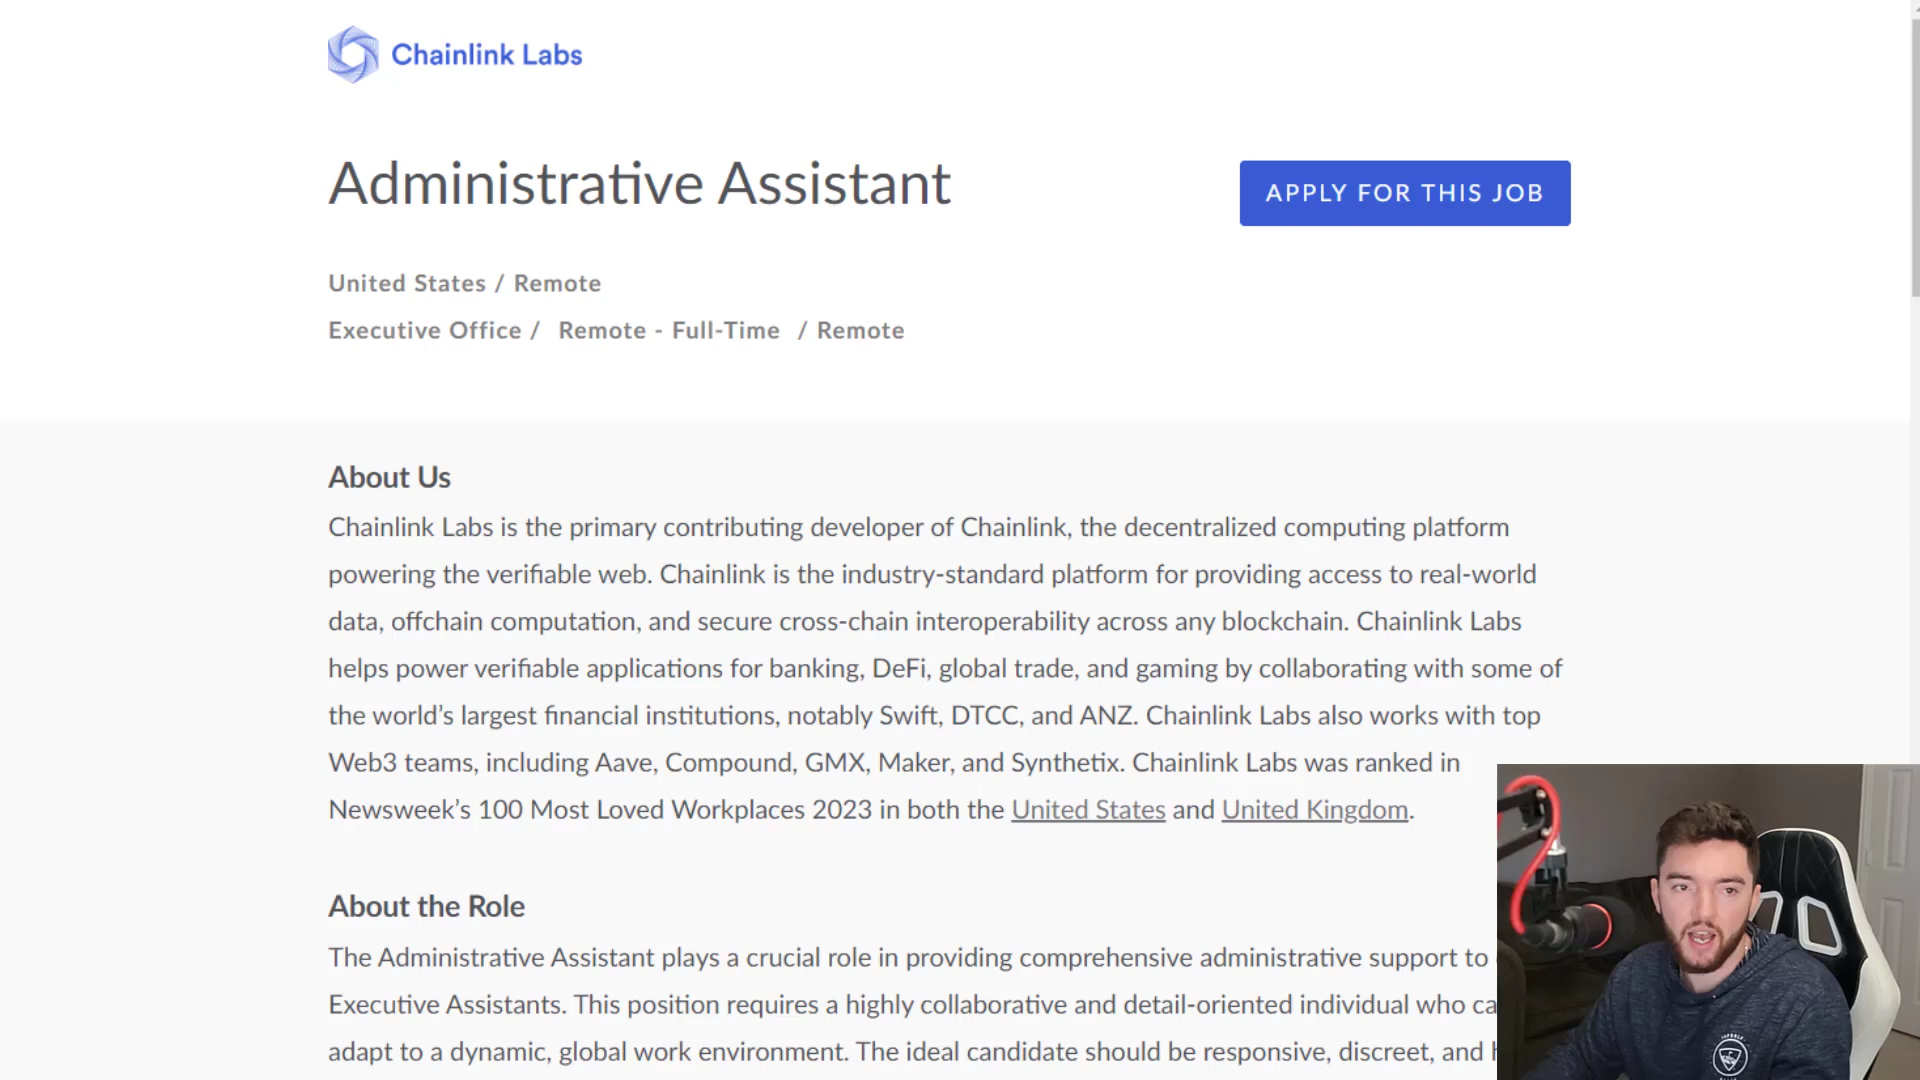 Chainlink Labs
Administrative Assistant
APPLY FOR THIS JOB
United States / Remote
Executive Office / Remote - Full-Time / Remote
About Us
Chainlink Labs is the primary contributing developer of Chainlink, the decentralized computing platform
powering the verifiable web. Chainlink is the industry-standard platform for providing access to real-world
data, offchain computation, and secure cross-chain interoperability across any blockchain. Chainlink Labs
helps power verifiable applications for banking, DeFi, global trade, and gaming by collaborating with some of
the world’s largest financial institutions, notably Swift, DTCC, and ANZ. Chainlink Labs also works with top
Web3 teams, including Aave, Compound, GMX, Maker, and Synthetix. Chainlink Labs was ranked in
Newsweek’s 100 Most Loved Workplaces 2023 in both the United States and United Kingdom.
About the Role
The Administrative Assistant plays a crucial role in providing comprehensive administrative support to
Executive Assistants. This position requires a highly collaborative and detail-oriented individual who
adapt to a dynamic, global work environment. The ideal candidate should be responsive, discreet, and